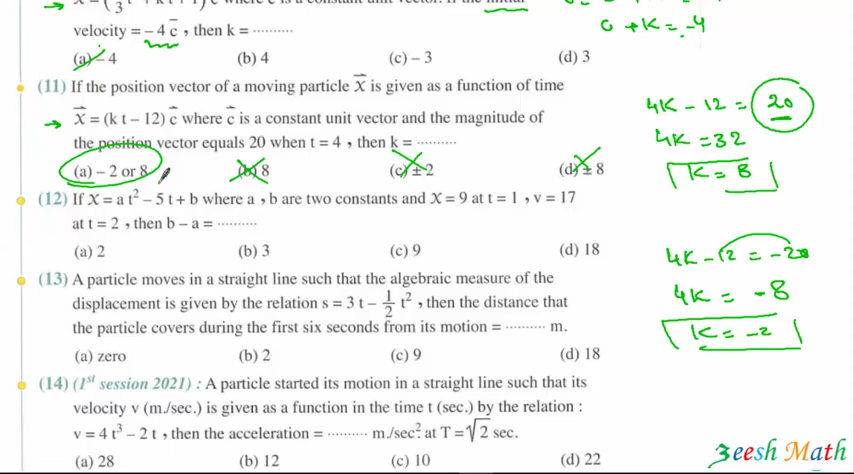 velocity = – 4 c , then k = ··········
(a) – 4 (b) 4 (c) – 3 (d) 3
0 + K = -4
(11) If the position vector of a moving particle X is given as a function of time
X = (k t – 12) c where c is a constant unit vector and the magnitude of
the position vector equals 20 when t = 4 , then k = ··········
(a) – 2 or 8 (b) 8 (c) ± 2 (d) ± 8
4K - 12 = 20
4K = 32
K = 8
(12) If X = a t² – 5 t + b where a , b are two constants and X = 9 at t = 1 , v = 17
at t = 2 , then b – a = ··········
(a) 2 (b) 3 (c) 9 (d) 18
4K - 12 = -20
4K = -8
K = -2
(13) A particle moves in a straight line such that the algebraic measure of the
displacement is given by the relation s = 3 t – 1/2 t² , then the distance that
the particle covers during the first six seconds from its motion = ·········· m.
(a) zero (b) 2 (c) 9 (d) 18
(14) (1st session 2021) : A particle started its motion in a straight line such that its
velocity v (m./sec.) is given as a function in the time t (sec.) by the relation :
v = 4 t³ – 2 t , then the acceleration = ·········· m./sec². at T = √2 sec.
(a) 28 (b) 12 (c) 10 (d) 22
3eesh Math